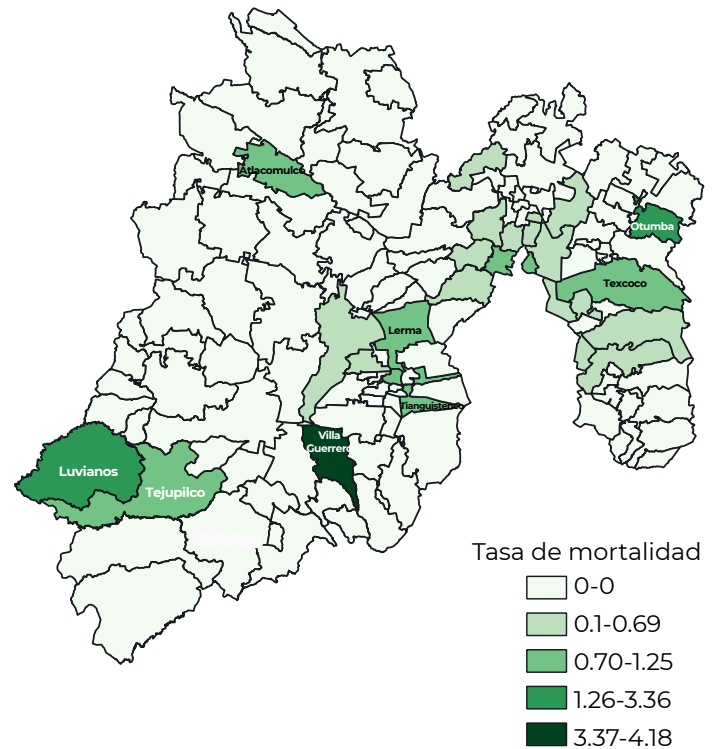 Atlacomulco
Otumba
Texcoco
Lerma
Tianguistenco
Villa
Guerrero
Luvianos
Tejupilco
Tasa de mortalidad
0-0
0.1-0.69
0.70-1.25
1.26-3.36
3.37-4.18